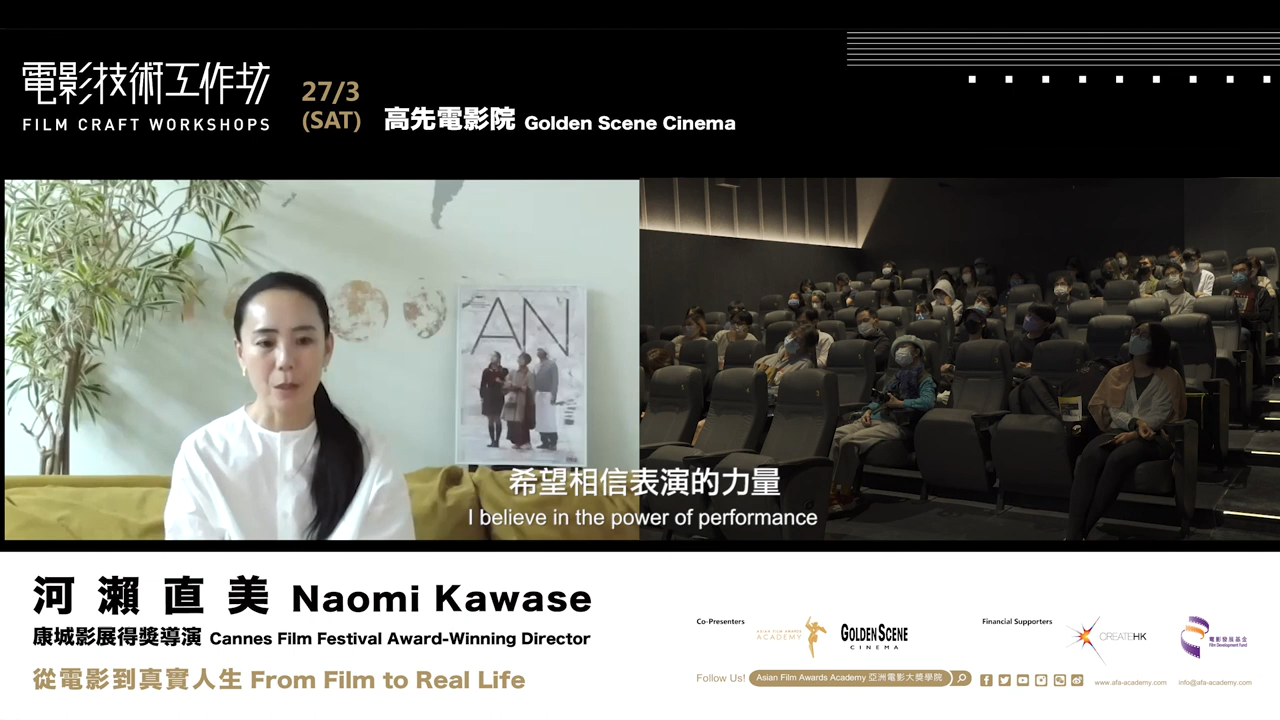 電影技術工作坊
FILM CRAFT WORKSHOPS
27/3
(SAT)
高先電影院 Golden Scene Cinema
AN
希望相信表演的力量
I believe in the power of performance
河瀨直美 Naomi Kawase
康城影展得獎導演 Cannes Film Festival Award-Winning Director
從電影到真實人生 From Film to Real Life
Co-Presenters
ASIAN FILM AWARDS
ACADEMY
GOLDEN SCENE
CINEMA
Financial Supporters
CREATEHK
電影發展基金
Film Development Fund
Follow Us! Asian Film Awards Academy 亞洲電影大獎學院
www.afa-academy.com info@afa-academy.com